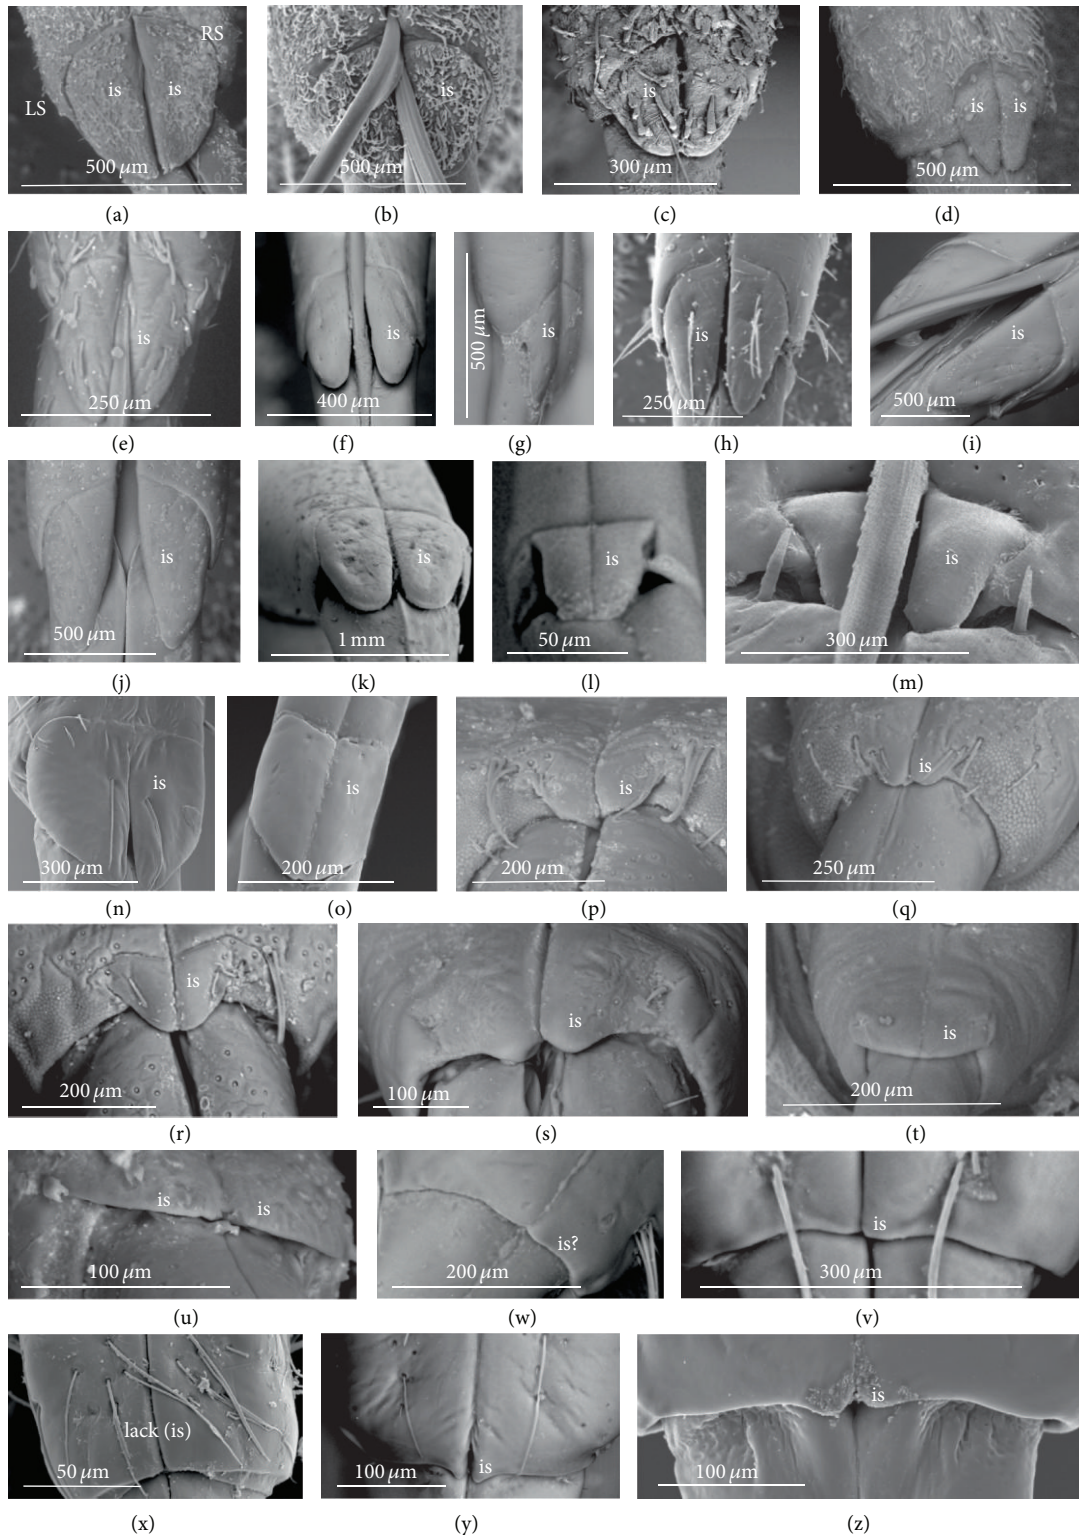 RS
is is
LS
500 μm
(a)
is
500 μm
(b)
is
300 μm
(c)
is is
500 μm
(d)
is
250 μm
(e)
is
400 μm
(f)
is
500 μm
(g)
is
250 μm
(h)
is
500 μm
(i)
is
500 μm
(j)
is
1 mm
(k)
is
50 μm
(l)
is
300 μm
(m)
is
300 μm
(n)
is
200 μm
(o)
is
200 μm
(p)
is
250 μm
(q)
is
200 μm
(r)
is
100 μm
(s)
is
200 μm
(t)
is is
100 μm
(u)
is?
200 μm
(w)
is
300 μm
(v)
lack (is)
50 μm
(x)
is
100 μm
(y)
is
100 μm
(z)